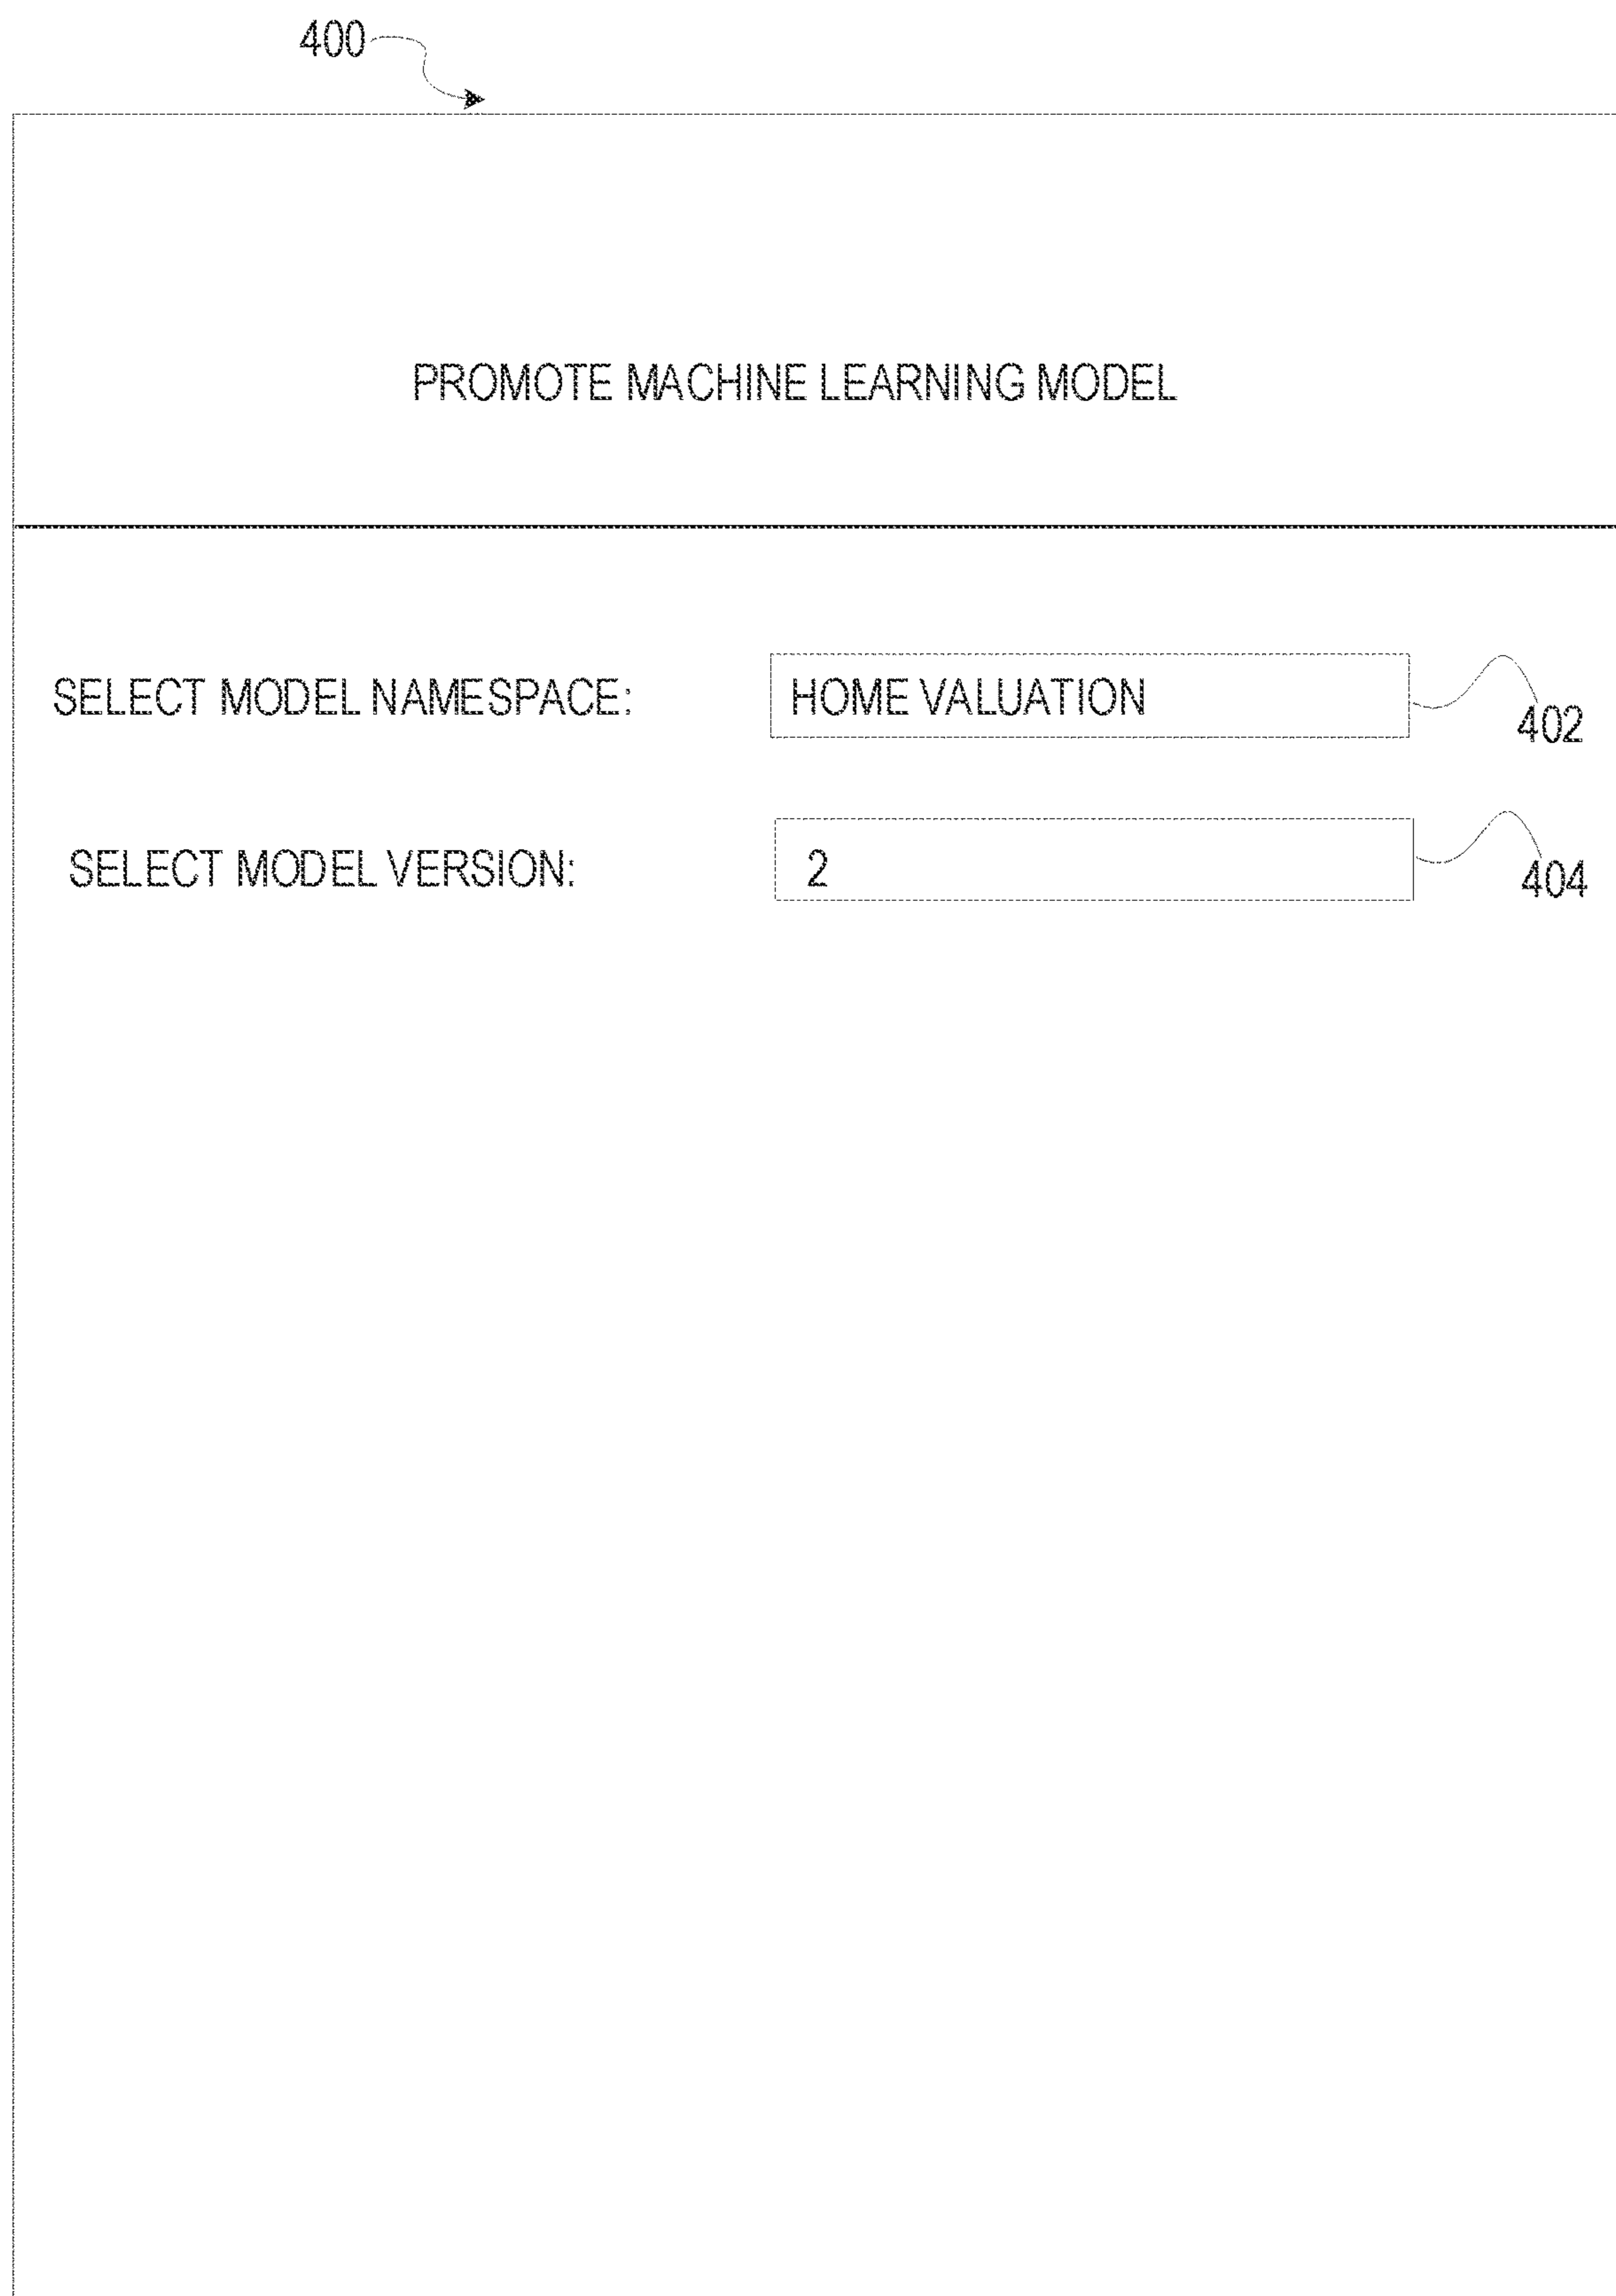 400
PROMOTE MACHINE LEARNING MODEL
SELECT MODEL NAMESPACE: HOME VALUATION
402
SELECT MODEL VERSION: 2
404